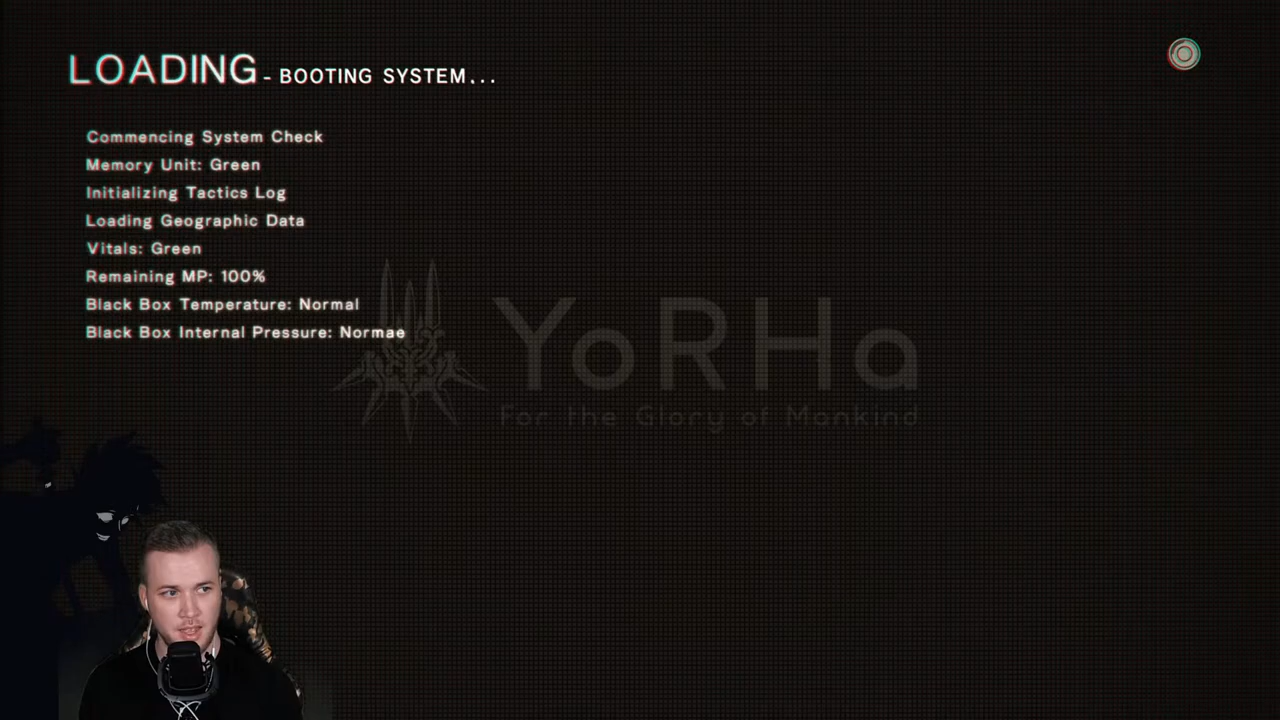 LOADING - BOOTING SYSTEM...
Commencing System Check
Memory Unit: Green
Initializing Tactics Log
Loading Geographic Data
Vitals: Green
Remaining MP: 100%
Black Box Temperature: Normal
Black Box Internal Pressure: Normae
YoRHa
For the Glory of Mankind